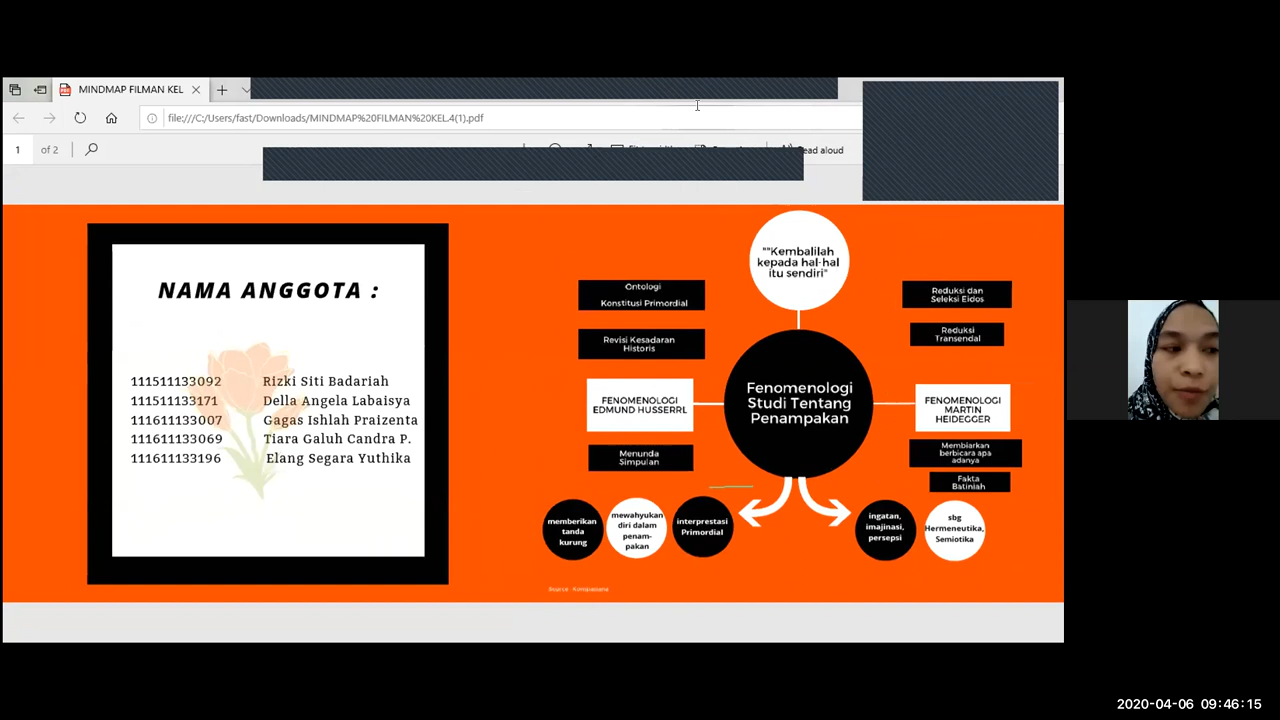 MINDMAP FILMAN KEL
file:///C:/Users/fast/Downloads/MINDMAP%20FILMAN%20KEL.4(1).pdf
1 of 2
ead aloud
NAMA ANGGOTA :
111511133092 Rizki Siti Badariah
111511133171 Della Angela Labaisya
111611133007 Gagas Ishlah Praizenta
111611133069 Tiara Galuh Candra P.
111611133196 Elang Segara Yuthika
""Kembalilah
kepada hal-hal
itu sendiri"
Ontologi
Konstitusi Primordial
Revisi Kesadaran
Historis
FENOMENOLOGI
EDMUND HUSSERRL
Menunda
Simpulan
Fenomenologi
Studi Tentang
Penampakan
Reduksi dan
Seleksi Eidos
Reduksi
Transendal
FENOMENOLOGI
MARTIN
HEIDEGGER
Membiarkan
berbicara apa
adanya
Fakta
Batiniah
memberikan
tanda
kurung
mewahyukan
diri dalam
penam-
pakan
interprestasi
Primordial
ingatan,
imajinasi,
persepsi
sbg
Hermeneutika,
Semiotika
2020-04-06 09:46:15